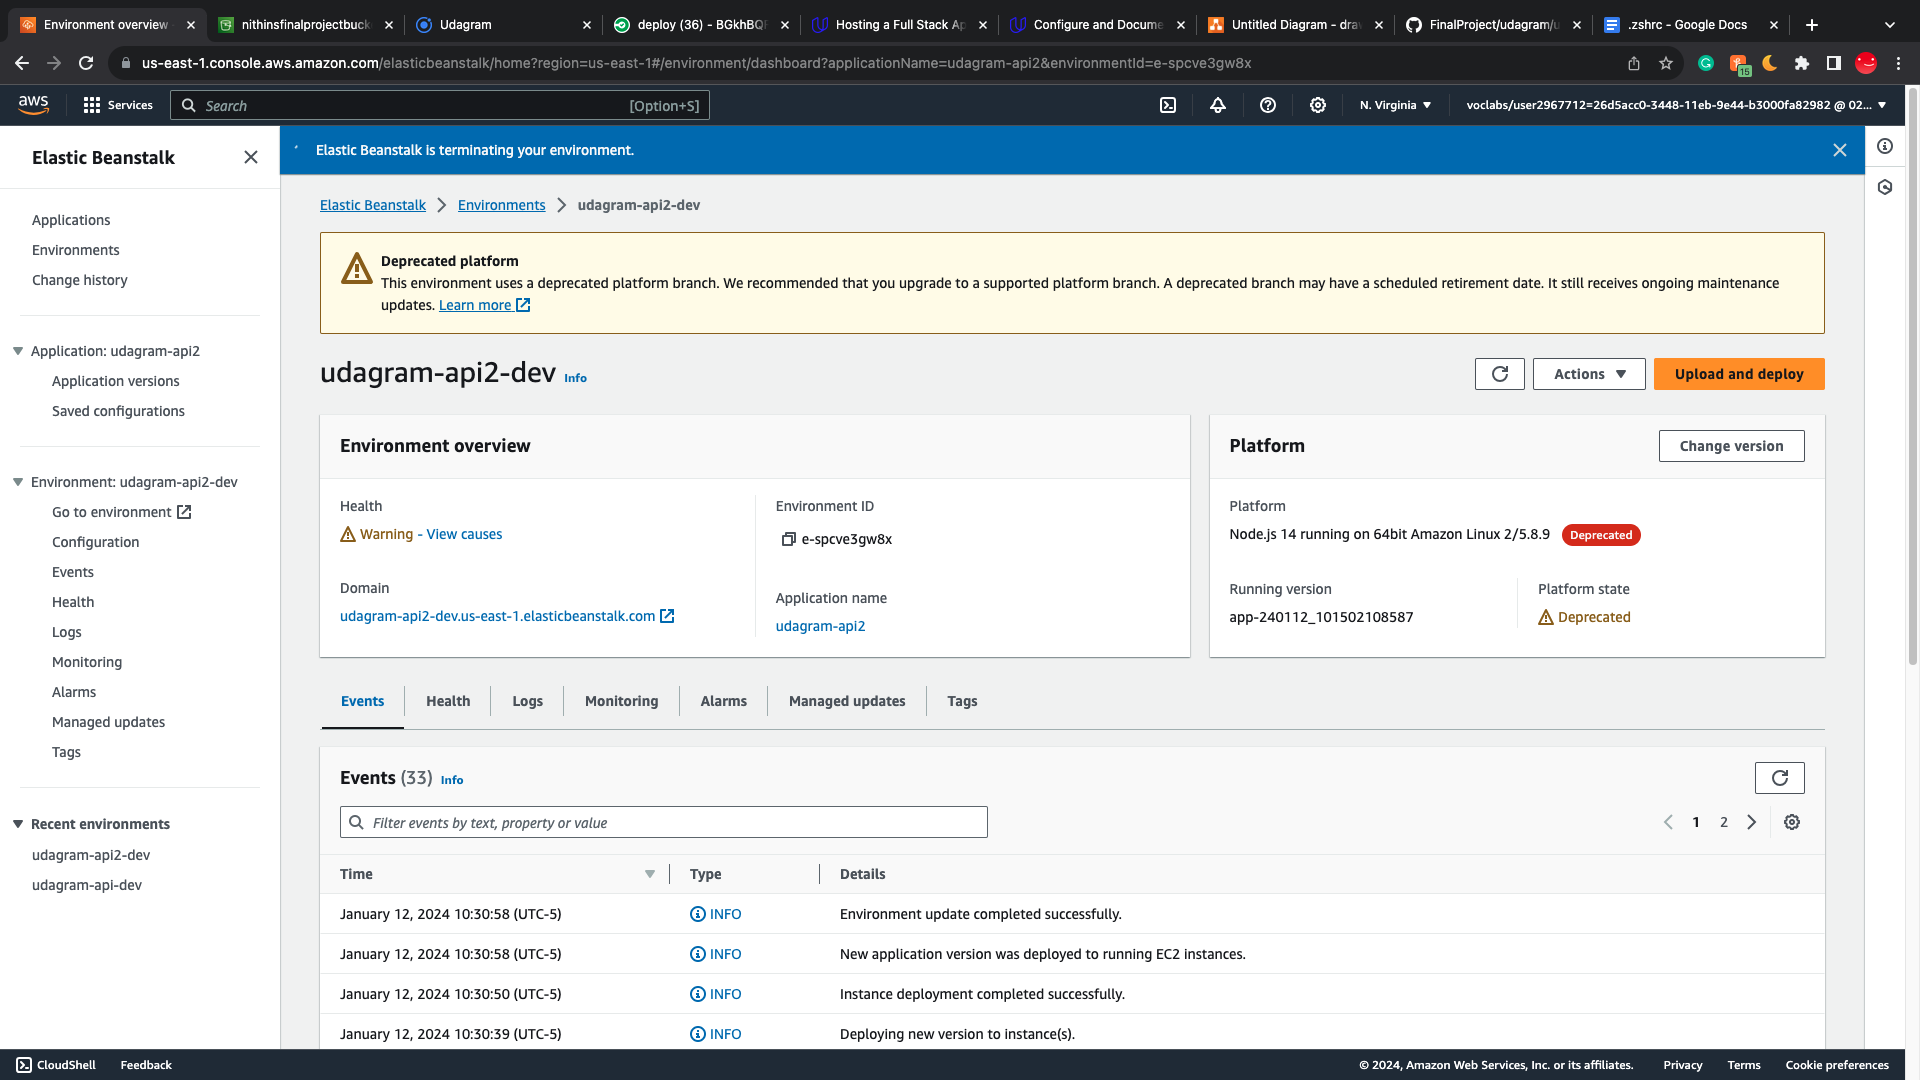 Environment overview
nithinsfinalprojectbuck
Udagram
deploy (36) - BGkhBQF
Hosting a Full Stack Ap
Configure and Docume
Untitled Diagram - draw
FinalProject/udagram/u
.zshrc - Google Docs
us-east-1.console.aws.amazon.com/elasticbeanstalk/home?region=us-east-1#/environment/dashboard?applicationName=udagram-api2&environmentId=e-spcve3gw8x
15
aws
Services
Search
[Option+S]
N. Virginia
voclabs/user2967712=26d5acc0-3448-11eb-9e44-b3000fa82982 @ 02...
Elastic Beanstalk
Applications
Environments
Change history
Application: udagram-api2
Application versions
Saved configurations
Environment: udagram-api2-dev
Go to environment
Configuration
Events
Health
Logs
Monitoring
Alarms
Managed updates
Tags
Recent environments
udagram-api2-dev
udagram-api-dev
Elastic Beanstalk is terminating your environment.
Elastic Beanstalk
Environments
udagram-api2-dev
Deprecated platform
This environment uses a deprecated platform branch. We recommended that you upgrade to a supported platform branch. A deprecated branch may have a scheduled retirement date. It still receives ongoing maintenance
updates. Learn more
udagram-api2-dev Info
Actions
Upload and deploy
Environment overview
Health
Warning - View causes
Domain
udagram-api2-dev.us-east-1.elasticbeanstalk.com
Environment ID
e-spcve3gw8x
Application name
udagram-api2
Platform
Change version
Platform
Node.js 14 running on 64bit Amazon Linux 2/5.8.9 Deprecated
Running version
app-240112_101502108587
Platform state
Deprecated
Events
Health
Logs
Monitoring
Alarms
Managed updates
Tags
Events (33) Info
Filter events by text, property or value
1 2
Time Type Details
January 12, 2024 10:30:58 (UTC-5) INFO Environment update completed successfully.
January 12, 2024 10:30:58 (UTC-5) INFO New application version was deployed to running EC2 instances.
January 12, 2024 10:30:50 (UTC-5) INFO Instance deployment completed successfully.
January 12, 2024 10:30:39 (UTC-5) INFO Deploying new version to instance(s).
CloudShell
Feedback
© 2024, Amazon Web Services, Inc. or its affiliates.
Privacy
Terms
Cookie preferences